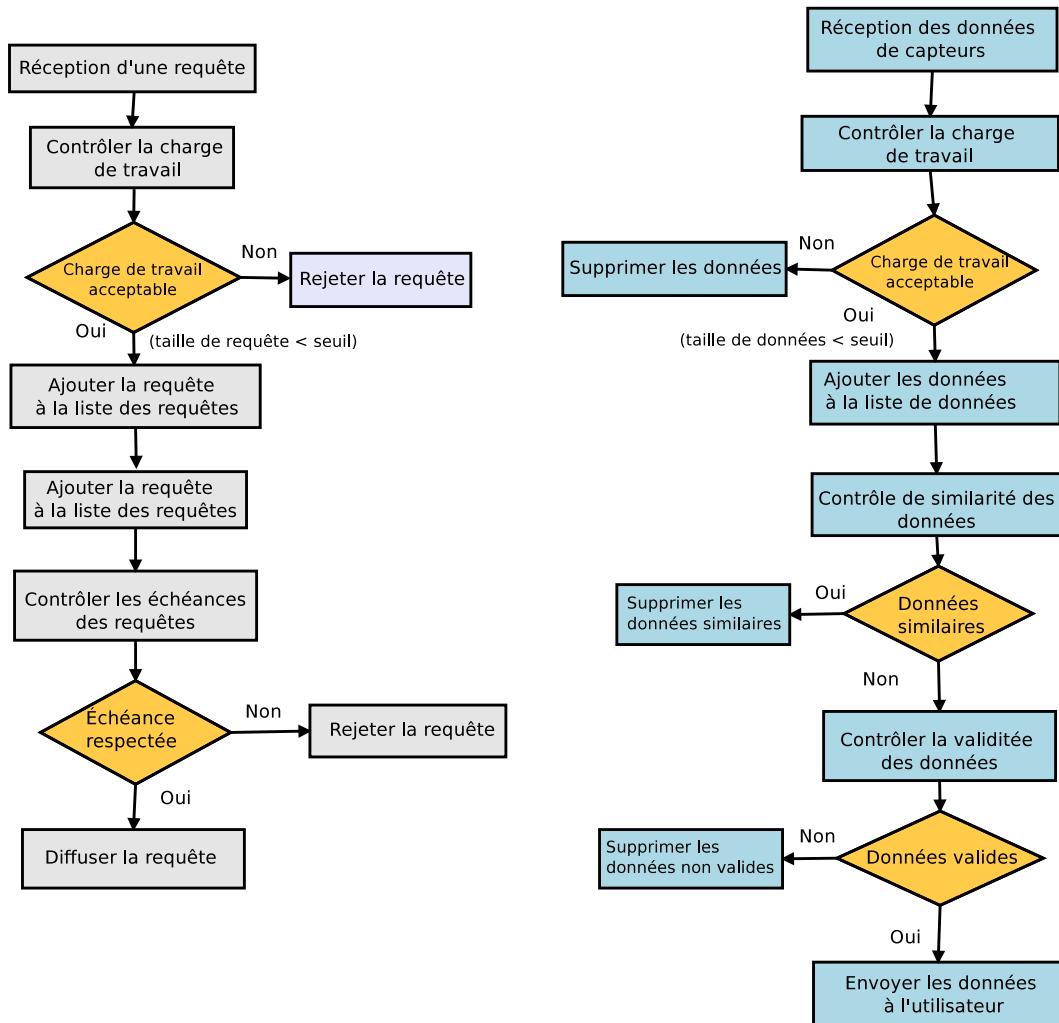 Réception d'une requête
Contrôler la charge
de travail
Charge de travail
acceptable
Non
Rejeter la requête
Oui
(taille de requête < seuil)
Ajouter la requête
à la liste des requêtes
Ajouter la requête
à la liste des requêtes
Contrôler les échéances
des requêtes
Échéance
respectée
Non
Rejeter la requête
Oui
Diffuser la requête
Réception des données
de capteurs
Contrôler la charge
de travail
Charge de travail
acceptable
Non
Supprimer les données
Oui
(taille de données < seuil)
Ajouter les données
à la liste de données
Contrôle de similarité des
données
Données
similaires
Oui
Supprimer les
données similaires
Non
Contrôler la validitée
des données
Données valides
Non
Supprimer les
données non valides
Oui
Envoyer les données
à l'utilisateur